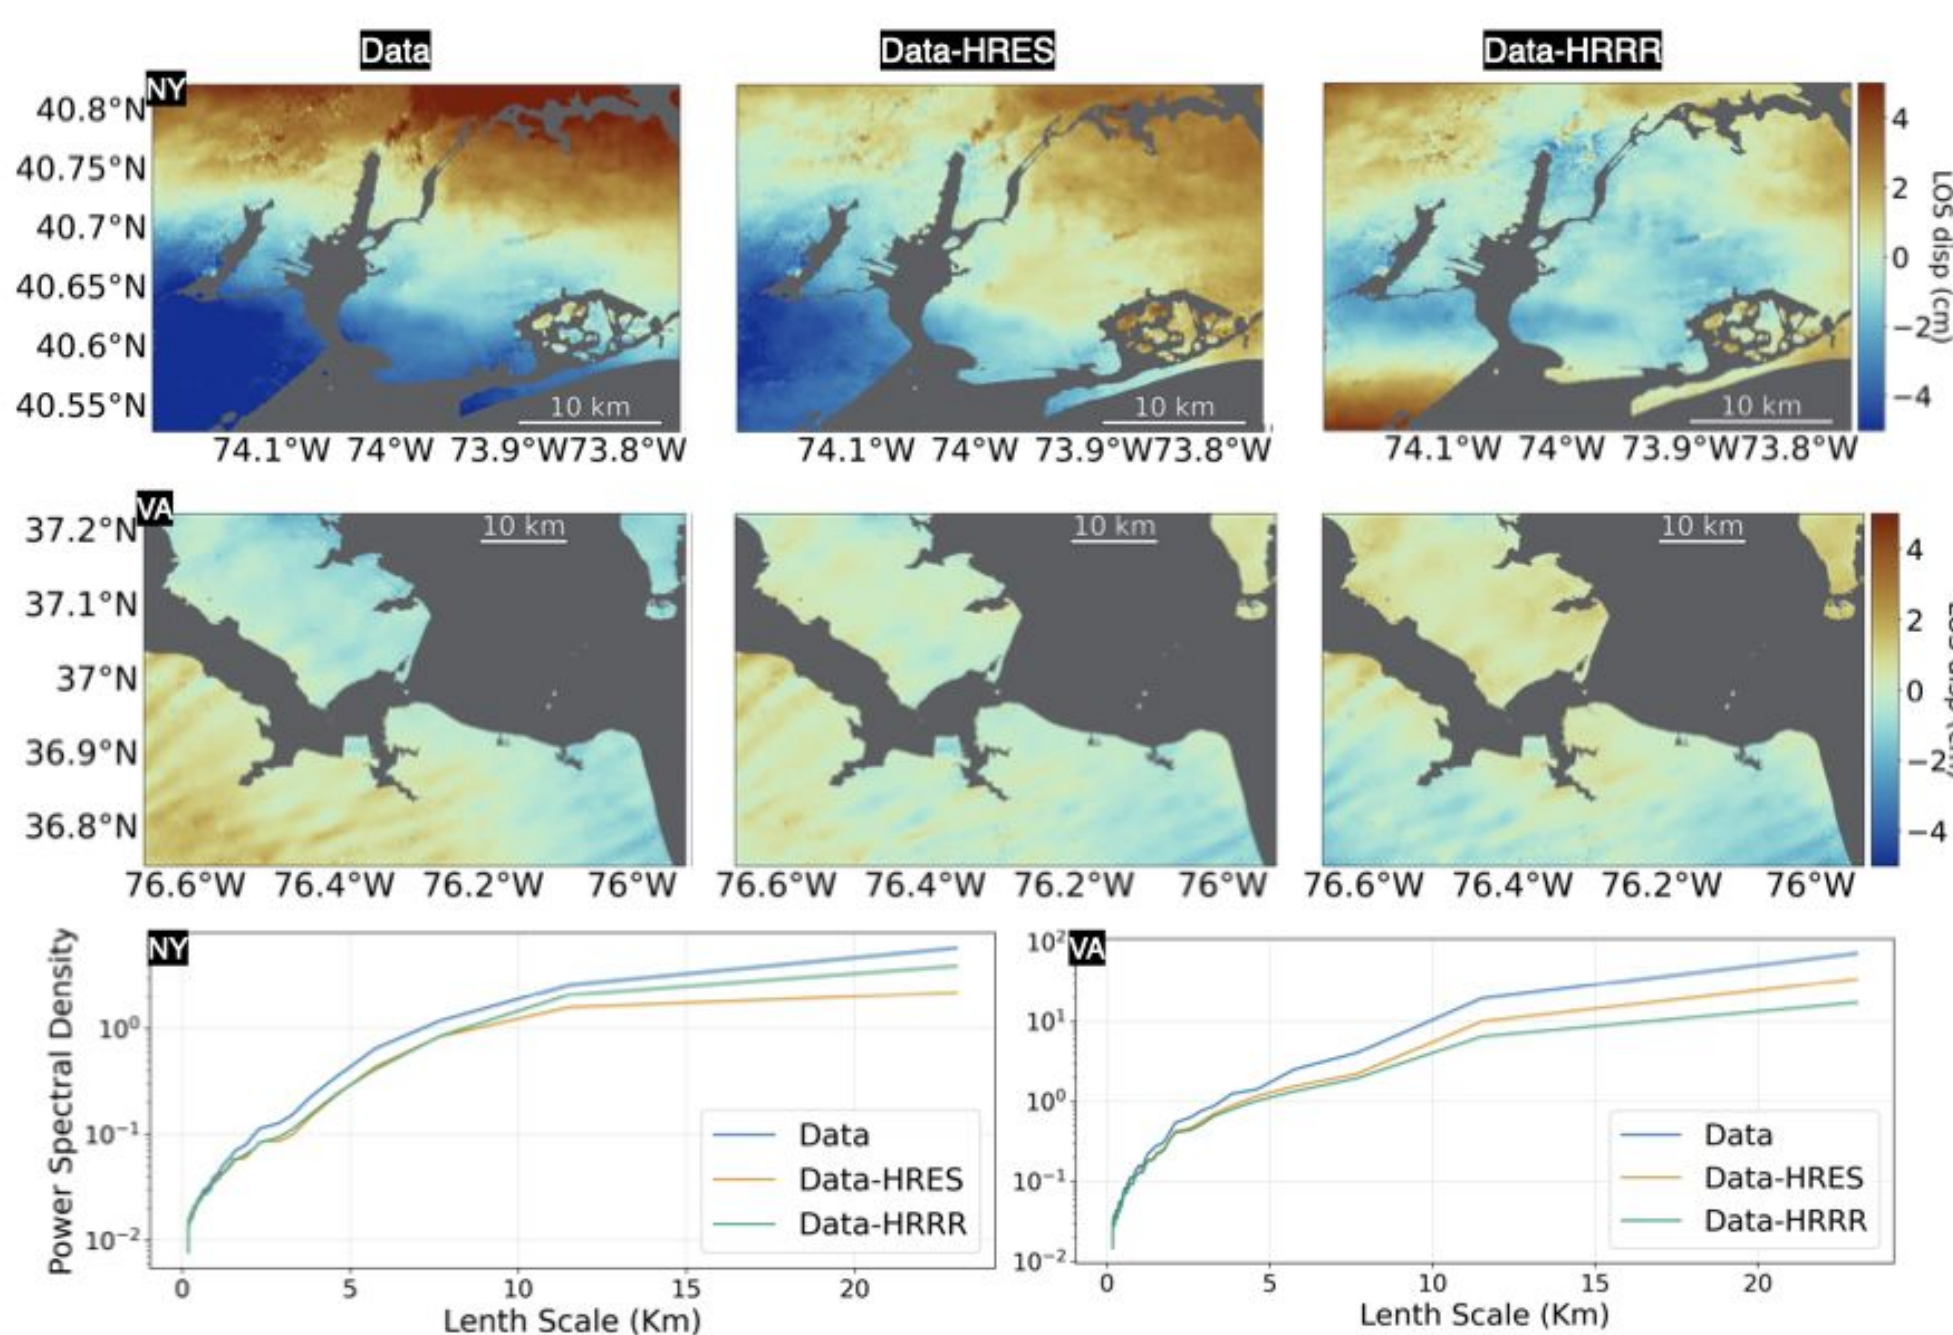 Data
Data-HRES
Data-HRRR
NY
40.8°N
40.75°N
40.7°N
40.65°N
40.6°N
40.55°N
10 km
10 km
10 km
74.1°W 74°W 73.9°W 73.8°W
74.1°W 74°W 73.9°W 73.8°W
74.1°W 74°W 73.9°W 73.8°W
4
2
0
−2
−4
LOS disp (cm)
VA
37.2°N
37.1°N
37°N
36.9°N
36.8°N
10 km
10 km
10 km
76.6°W 76.4°W 76.2°W 76°W
76.6°W 76.4°W 76.2°W 76°W
76.6°W 76.4°W 76.2°W 76°W
4
2
0
−2
−4
NY
Power Spectral Density
10⁰
10⁻¹
10⁻²
0 5 10 15 20
Lenth Scale (Km)
Data
Data-HRES
Data-HRRR
VA
10²
10¹
10⁰
10⁻¹
10⁻²
0 5 10 15 20
Lenth Scale (Km)
Data
Data-HRES
Data-HRRR